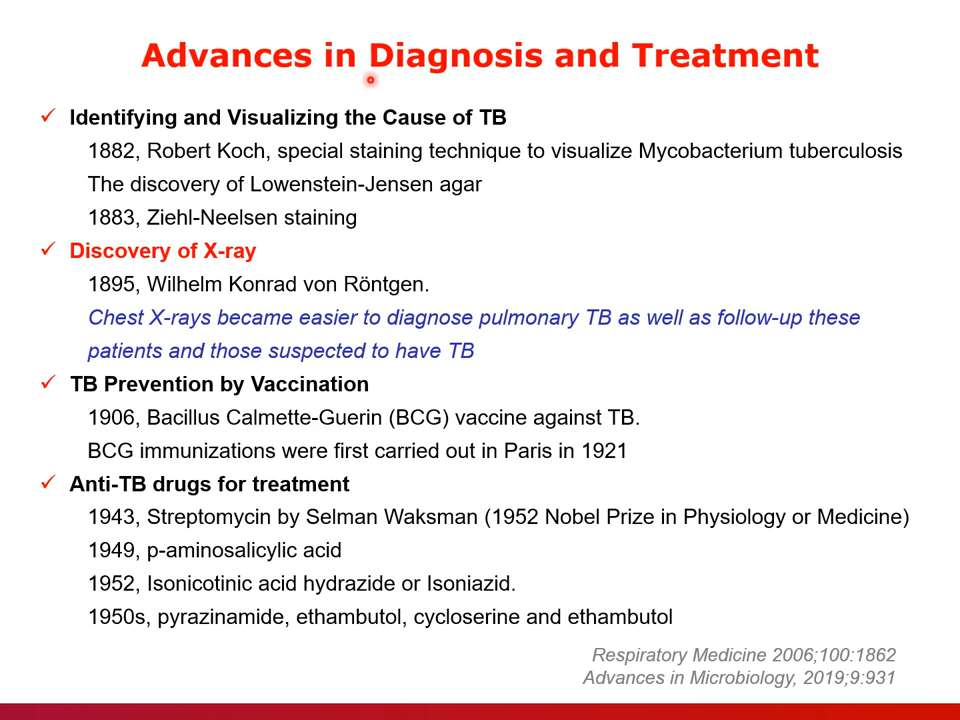 Advances in Diagnosis and Treatment
✓ Identifying and Visualizing the Cause of TB
1882, Robert Koch, special staining technique to visualize Mycobacterium tuberculosis
The discovery of Lowenstein-Jensen agar
1883, Ziehl-Neelsen staining
✓ Discovery of X-ray
1895, Wilhelm Konrad von Röntgen.
Chest X-rays became easier to diagnose pulmonary TB as well as follow-up these
patients and those suspected to have TB
✓ TB Prevention by Vaccination
1906, Bacillus Calmette-Guerin (BCG) vaccine against TB.
BCG immunizations were first carried out in Paris in 1921
✓ Anti-TB drugs for treatment
1943, Streptomycin by Selman Waksman (1952 Nobel Prize in Physiology or Medicine)
1949, p-aminosalicylic acid
1952, Isonicotinic acid hydrazide or Isoniazid.
1950s, pyrazinamide, ethambutol, cycloserine and ethambutol
Respiratory Medicine 2006;100:1862
Advances in Microbiology, 2019;9:931